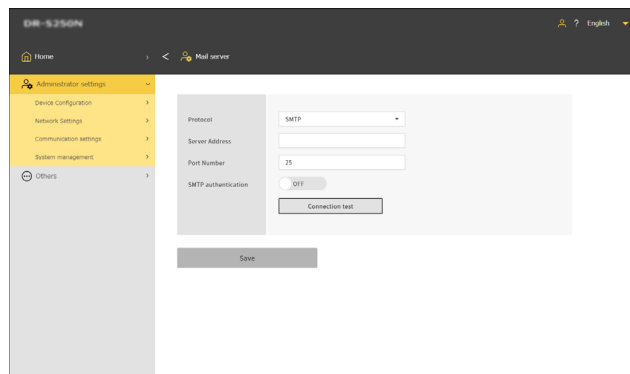 DR-S250N
? English
Home
Mail server
Administrator settings
Device Configuration
Network Settings
Communication settings
System management
Others
Protocol SMTP
Server Address
Port Number 25
SMTP authentication OFF
Connection test
Save